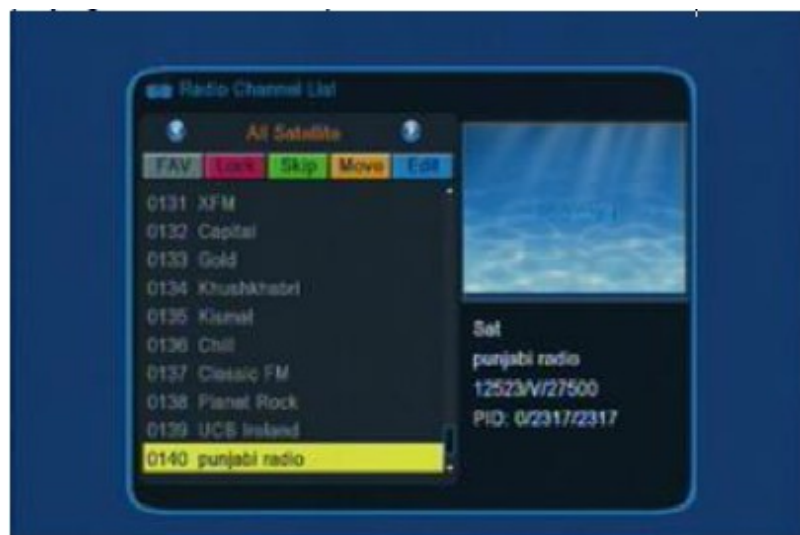 Radio Channel List
All Satellite
FAV Lock Skip Move Edit
0131 XFM
0132 Capital
0133 Gold
0134 Khushkhabri
0135 Kismat
0136 Chill
0137 Classic FM
0138 Planet Rock
0139 UCB Ireland
0140 punjabi radio
Sat
punjabi radio
12523/V/27500
PID: 0/2317/2317